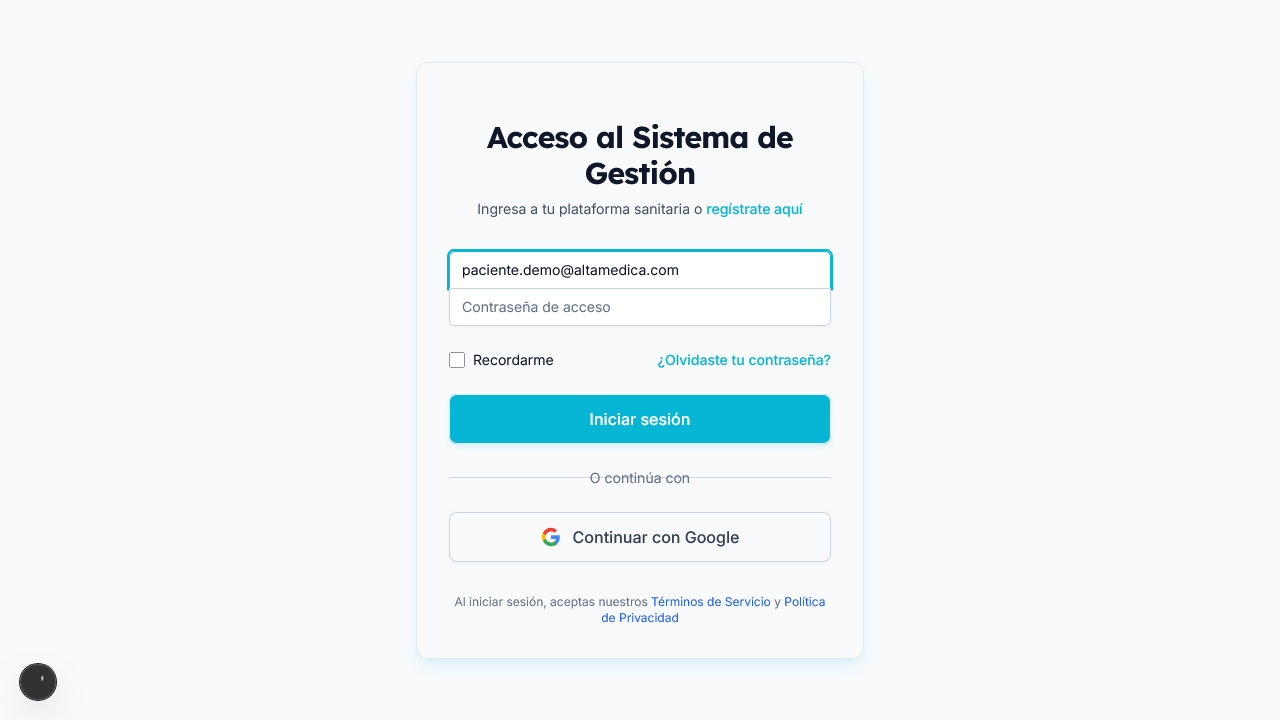 Acceso al Sistema de
Gestión
Ingresa a tu plataforma sanitaria o regístrate aquí
paciente.demo@altamedica.com
Contraseña de acceso
Recordarme
¿Olvidaste tu contraseña?
Iniciar sesión
O continúa con
Continuar con Google
Al iniciar sesión, aceptas nuestros Términos de Servicio y Política
de Privacidad